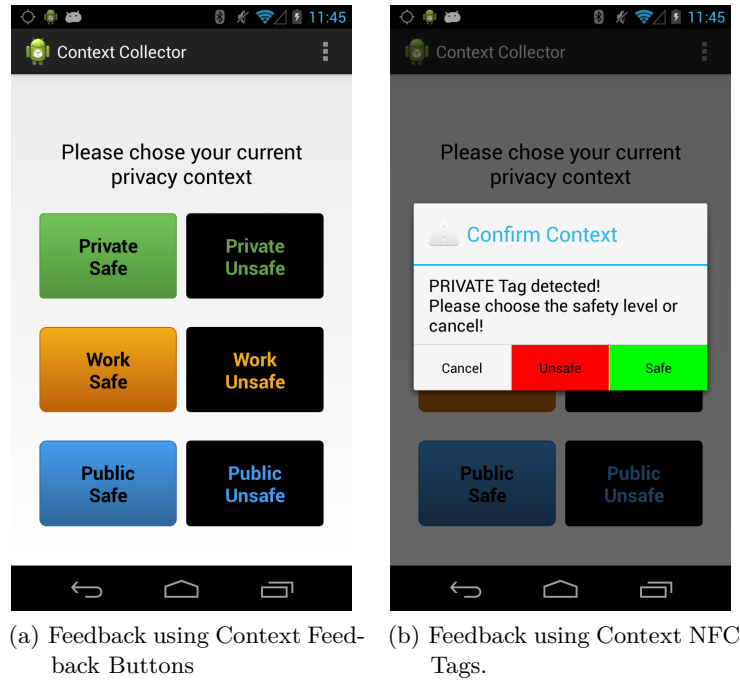 11:45
Context Collector
Please chose your current
privacy context
Private
Safe
Private
Unsafe
Work
Safe
Work
Unsafe
Public
Safe
Public
Unsafe
(a) Feedback using Context Feed-
back Buttons
11:45
Context Collector
Please chose your current
privacy context
Confirm Context
PRIVATE Tag detected!
Please choose the safety level or
cancel!
Cancel
Unsafe
Safe
Public
Safe
Public
Unsafe
(b) Feedback using Context NFC
Tags.